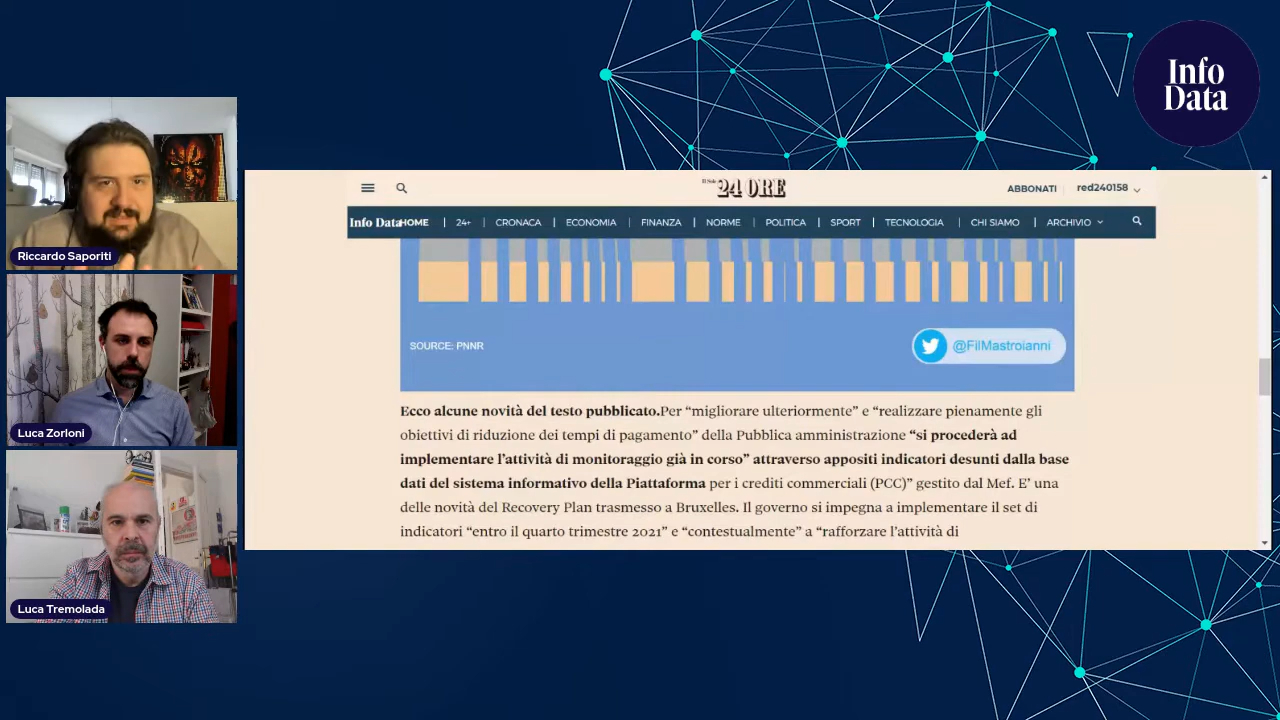 Info
Data
Riccardo Saporiti
Luca Zorloni
Luca Tremolada
Il Sole
24 ORE
ABBONATI
red240158
Info Data
HOME
24+
CRONACA
ECONOMIA
FINANZA
NORME
POLITICA
SPORT
TECNOLOGIA
CHI SIAMO
ARCHIVIO
SOURCE: PNNR
@FilMastroianni
Ecco alcune novità del testo pubblicato.Per “migliorare ulteriormente” e “realizzare pienamente gli
obiettivi di riduzione dei tempi di pagamento” della Pubblica amministrazione “si procederà ad
implementare l’attività di monitoraggio già in corso” attraverso appositi indicatori desunti dalla base
dati del sistema informativo della Piattaforma per i crediti commerciali (PCC)” gestito dal Mef. E’ una
delle novità del Recovery Plan trasmesso a Bruxelles. Il governo si impegna a implementare il set di
indicatori “entro il quarto trimestre 2021” e “contestualmente” a “rafforzare l’attività di